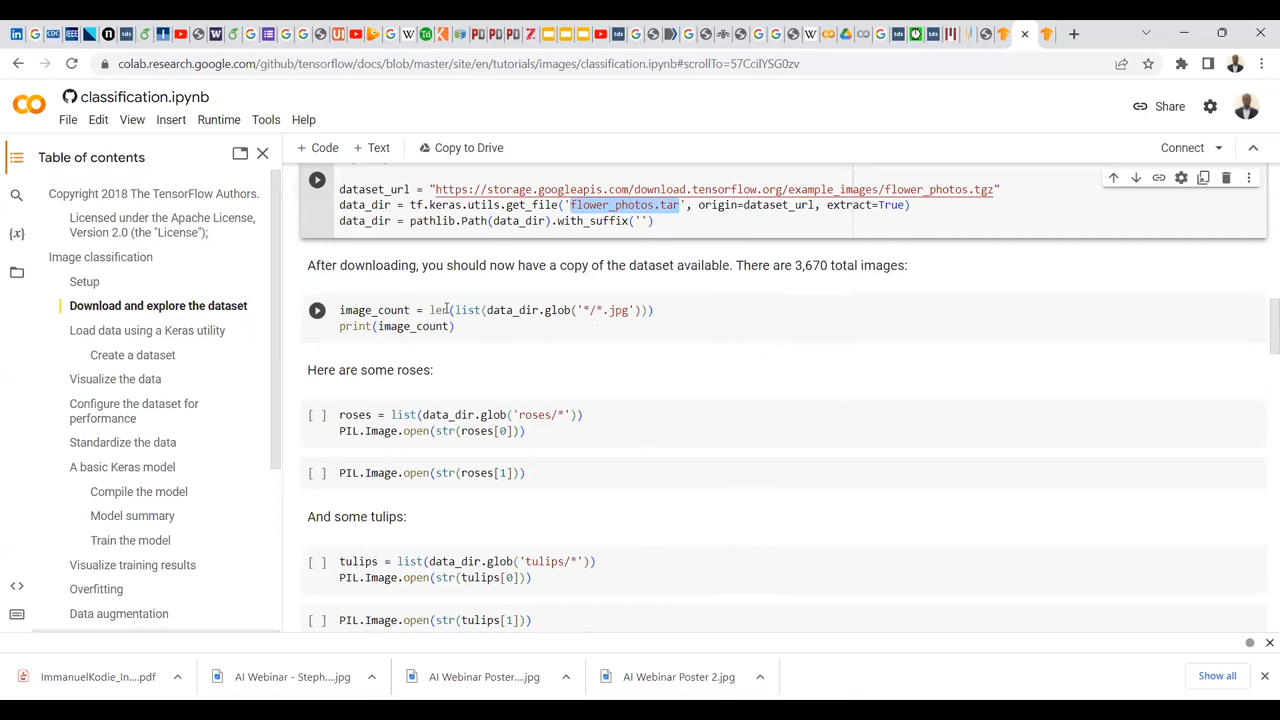 colab.research.google.com/github/tensorflow/docs/blob/master/site/en/tutorials/images/classification.ipynb#scrollTo=57CcilYSG0zv
classification.ipynb
Share
File Edit View Insert Runtime Tools Help
Table of contents
+ Code + Text Copy to Drive
Connect
Copyright 2018 The TensorFlow Authors.
Licensed under the Apache License,
Version 2.0 (the "License");
Image classification
Setup
Download and explore the dataset
Load data using a Keras utility
Create a dataset
Visualize the data
Configure the dataset for
performance
Standardize the data
A basic Keras model
Compile the model
Model summary
Train the model
Visualize training results
Overfitting
Data augmentation
dataset_url = "https://storage.googleapis.com/download.tensorflow.org/example_images/flower_photos.tgz"
data_dir = tf.keras.utils.get_file('flower_photos.tar', origin=dataset_url, extract=True)
data_dir = pathlib.Path(data_dir).with_suffix('')
After downloading, you should now have a copy of the dataset available. There are 3,670 total images:
image_count = len(list(data_dir.glob('*/*.jpg')))
print(image_count)
Here are some roses:
[ ] roses = list(data_dir.glob('roses/*'))
PIL.Image.open(str(roses[0]))
[ ] PIL.Image.open(str(roses[1]))
And some tulips:
[ ] tulips = list(data_dir.glob('tulips/*'))
PIL.Image.open(str(tulips[0]))
[ ] PIL.Image.open(str(tulips[1]))
ImmanuelKodie_In....pdf
AI Webinar - Steph....jpg
AI Webinar Poster....jpg
AI Webinar Poster 2.jpg
Show all